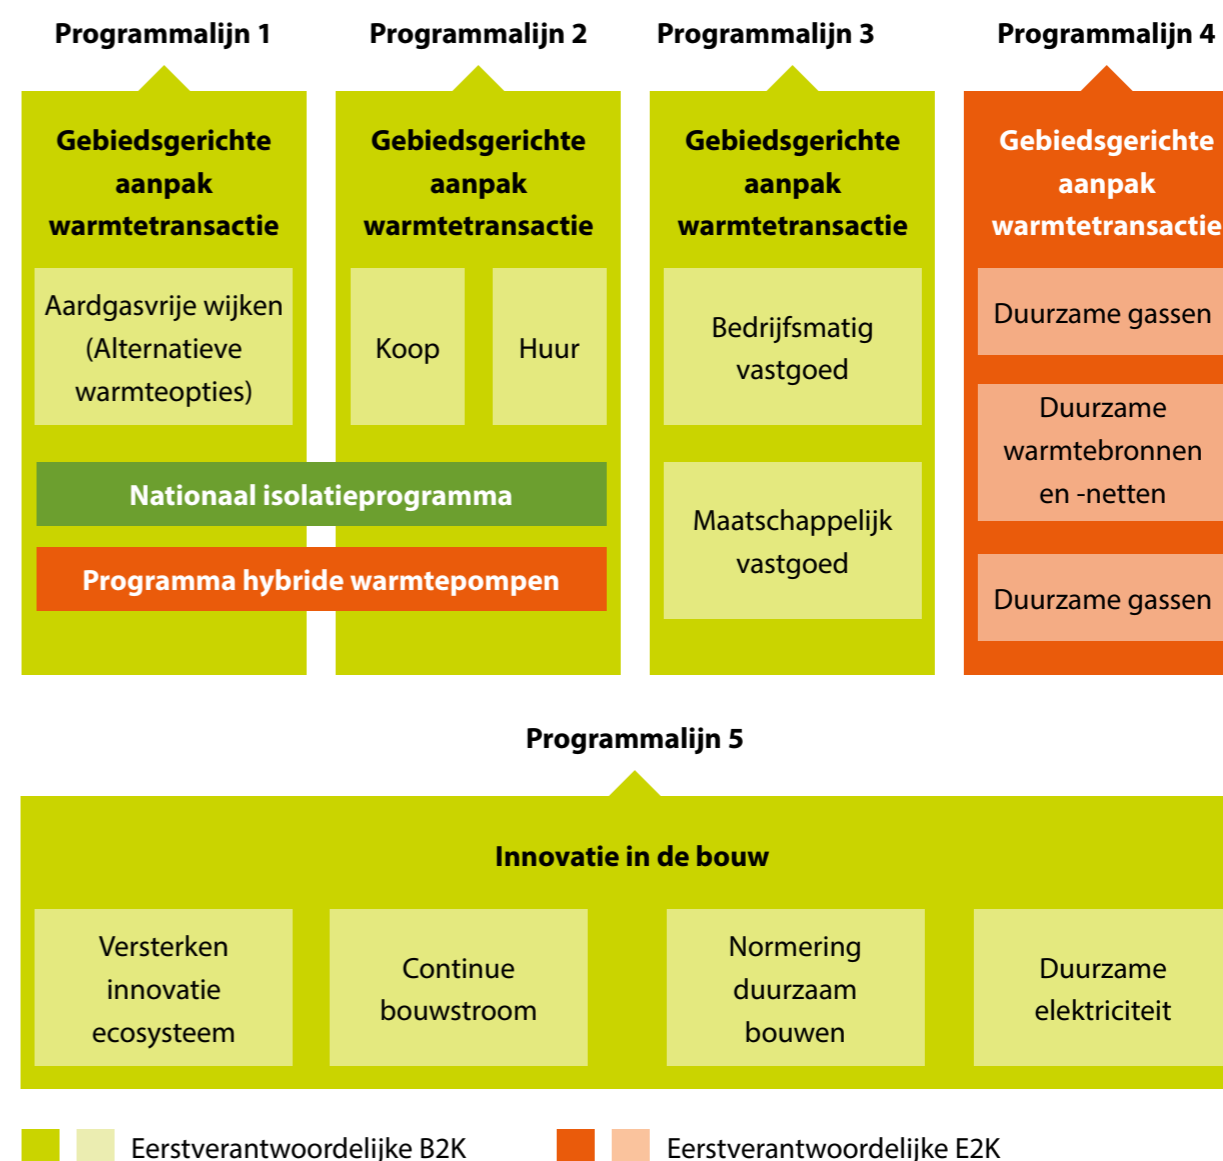 Programmalijn 1
Gebiedsgerichte
aanpak
warmtetransactie
Aardgasvrije wijken
(Alternatieve
warmteopties)
Programmalijn 2
Gebiedsgerichte
aanpak
warmtetransactie
Koop
Huur
Nationaal isolatieprogramma
Programma hybride warmtepompen
Programmalijn 3
Gebiedsgerichte
aanpak
warmtetransactie
Bedrijfsmatig
vastgoed
Maatschappelijk
vastgoed
Programmalijn 4
Gebiedsgerichte
aanpak
warmtetransactie
Duurzame gassen
Duurzame
warmtebronnen
en -netten
Duurzame gassen
Programmalijn 5
Innovatie in de bouw
Versterken
innovatie
ecosysteem
Continue
bouwstroom
Normering
duurzaam
bouwen
Duurzame
elektriciteit
Eerstverantwoordelijke B2K
Eerstverantwoordelijke E2K